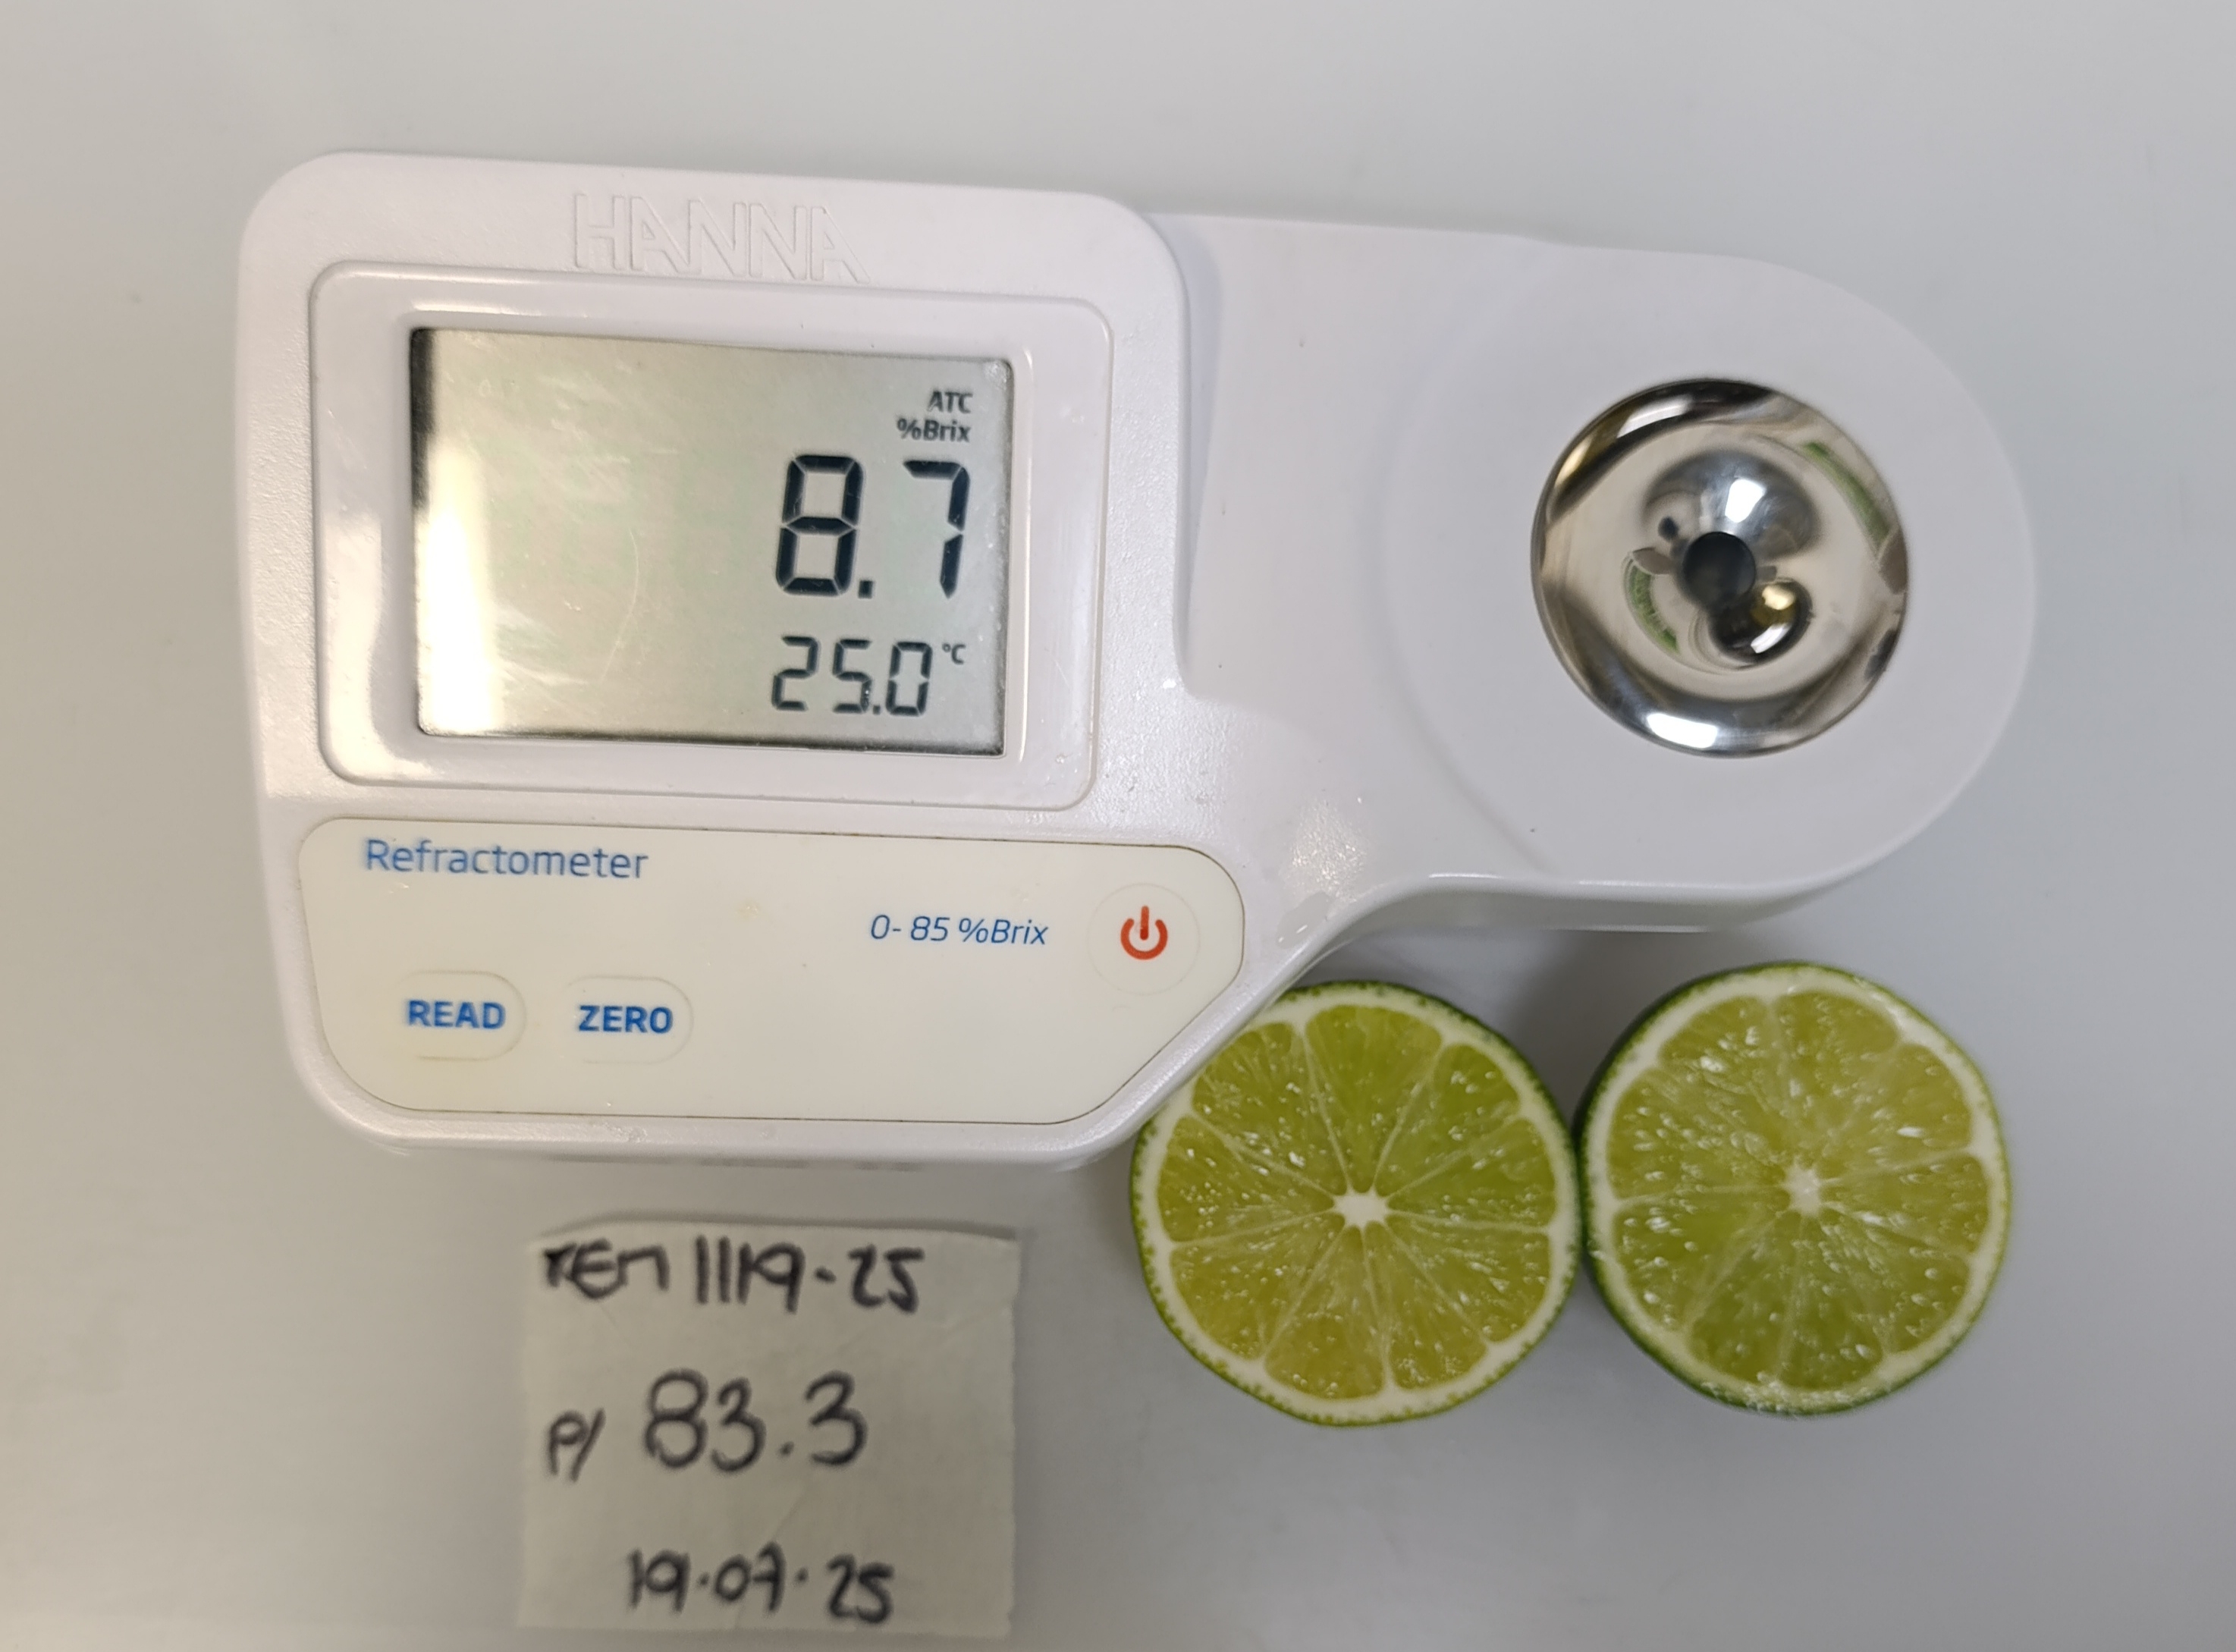 HANNA
ATC
%Brix
8.7
25.0 °C
Refractometer
0- 85 %Brix
READ
ZERO
REM 1119-25
P/ 83.3
19.07.25